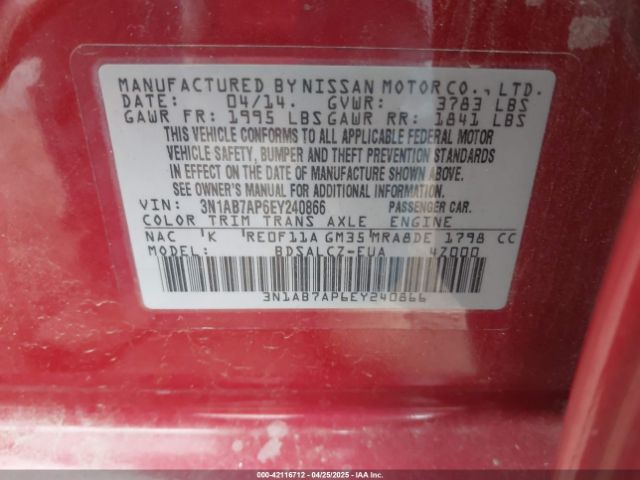 MANUFACTURED BY NISSAN MOTOR CO., LTD.
DATE: 04/14. GVWR: 3783 LBS
GAWR FR: 1995 LBS GAWR RR: 1841 LBS
THIS VEHICLE CONFORMS TO ALL APPLICABLE FEDERAL MOTOR
VEHICLE SAFETY, BUMPER AND THEFT PREVENTION STANDARDS
IN EFFECT ON THE DATE OF MANUFACTURE SHOWN ABOVE.
SEE OWNER'S MANUAL FOR ADDITIONAL INFORMATION.
VIN: 3N1AB7AP6EY240866 PASSENGER CAR.
COLOR TRIM TRANS AXLE ENGINE
NAC K RE0F11A GM35 MRA8DE 1798 CC
MODEL: BDSALCZ-EUA 4Z000
3N1AB7AP6EY240866
000-42116712 - 04/25/2025 - IAAI.COM